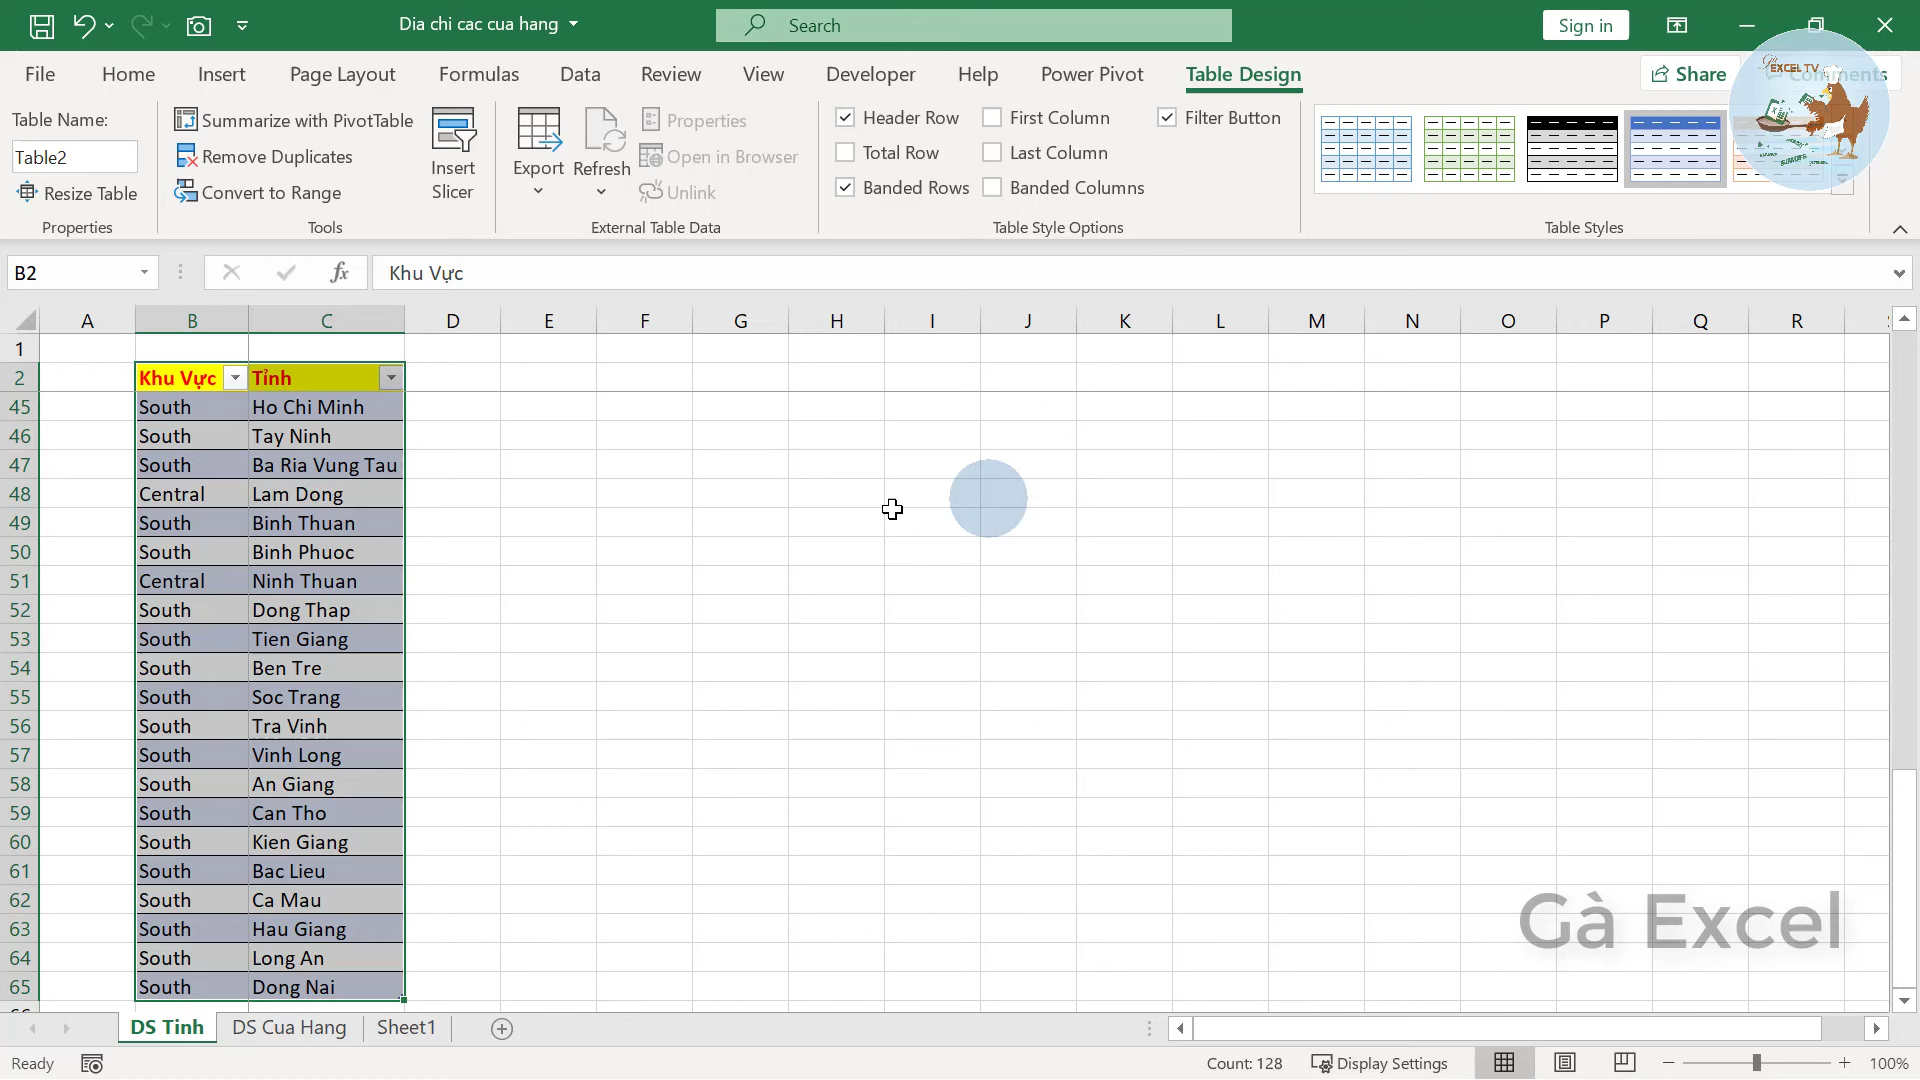 Dia chi các cua hang
Search
Sign in
File Home Insert Page Layout Formulas Data Review View Developer Help Power Pivot Table Design
Share Comments
Gà EXCEL TV
Table Name:
Table2
Resize Table
Properties
Summarize with PivotTable
Remove Duplicates
Convert to Range
Tools
Insert Slicer
Export
Refresh
Properties
Open in Browser
Unlink
External Table Data
Header Row First Column Filter Button
Total Row Last Column
Banded Rows Banded Columns
Table Style Options
Table Styles
B2 fx Khu Vực
A B C D E F G H I J K L M N O P Q R
1
2 Khu Vực Tỉnh
45 South Ho Chi Minh
46 South Tay Ninh
47 South Ba Ria Vung Tau
48 Central Lam Dong
49 South Binh Thuan
50 South Binh Phuoc
51 Central Ninh Thuan
52 South Dong Thap
53 South Tien Giang
54 South Ben Tre
55 South Soc Trang
56 South Tra Vinh
57 South Vinh Long
58 South An Giang
59 South Can Tho
60 South Kien Giang
61 South Bac Lieu
62 South Ca Mau
63 South Hau Giang
64 South Long An
65 South Dong Nai
Gà Excel
DS Tinh DS Cua Hang Sheet1
Ready Count: 128 Display Settings 100%